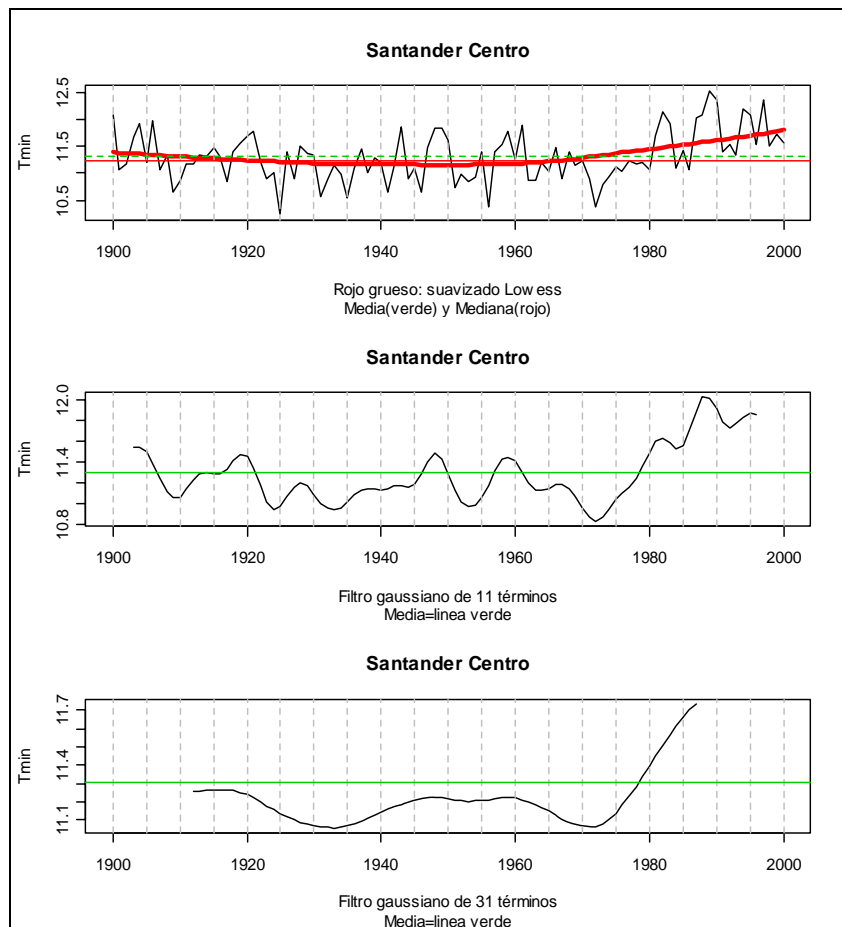 Santander Centro
Tmin
12.5
11.5
10.5
1900 1920 1940 1960 1980 2000
Rojo grueso: suavizado Lowess
Media(verde) y Mediana(rojo)
Santander Centro
Tmin
12.0
11.4
10.8
1900 1920 1940 1960 1980 2000
Filtro gaussiano de 11 términos
Media=linea verde
Santander Centro
Tmin
11.7
11.4
11.1
1900 1920 1940 1960 1980 2000
Filtro gaussiano de 31 términos
Media=linea verde